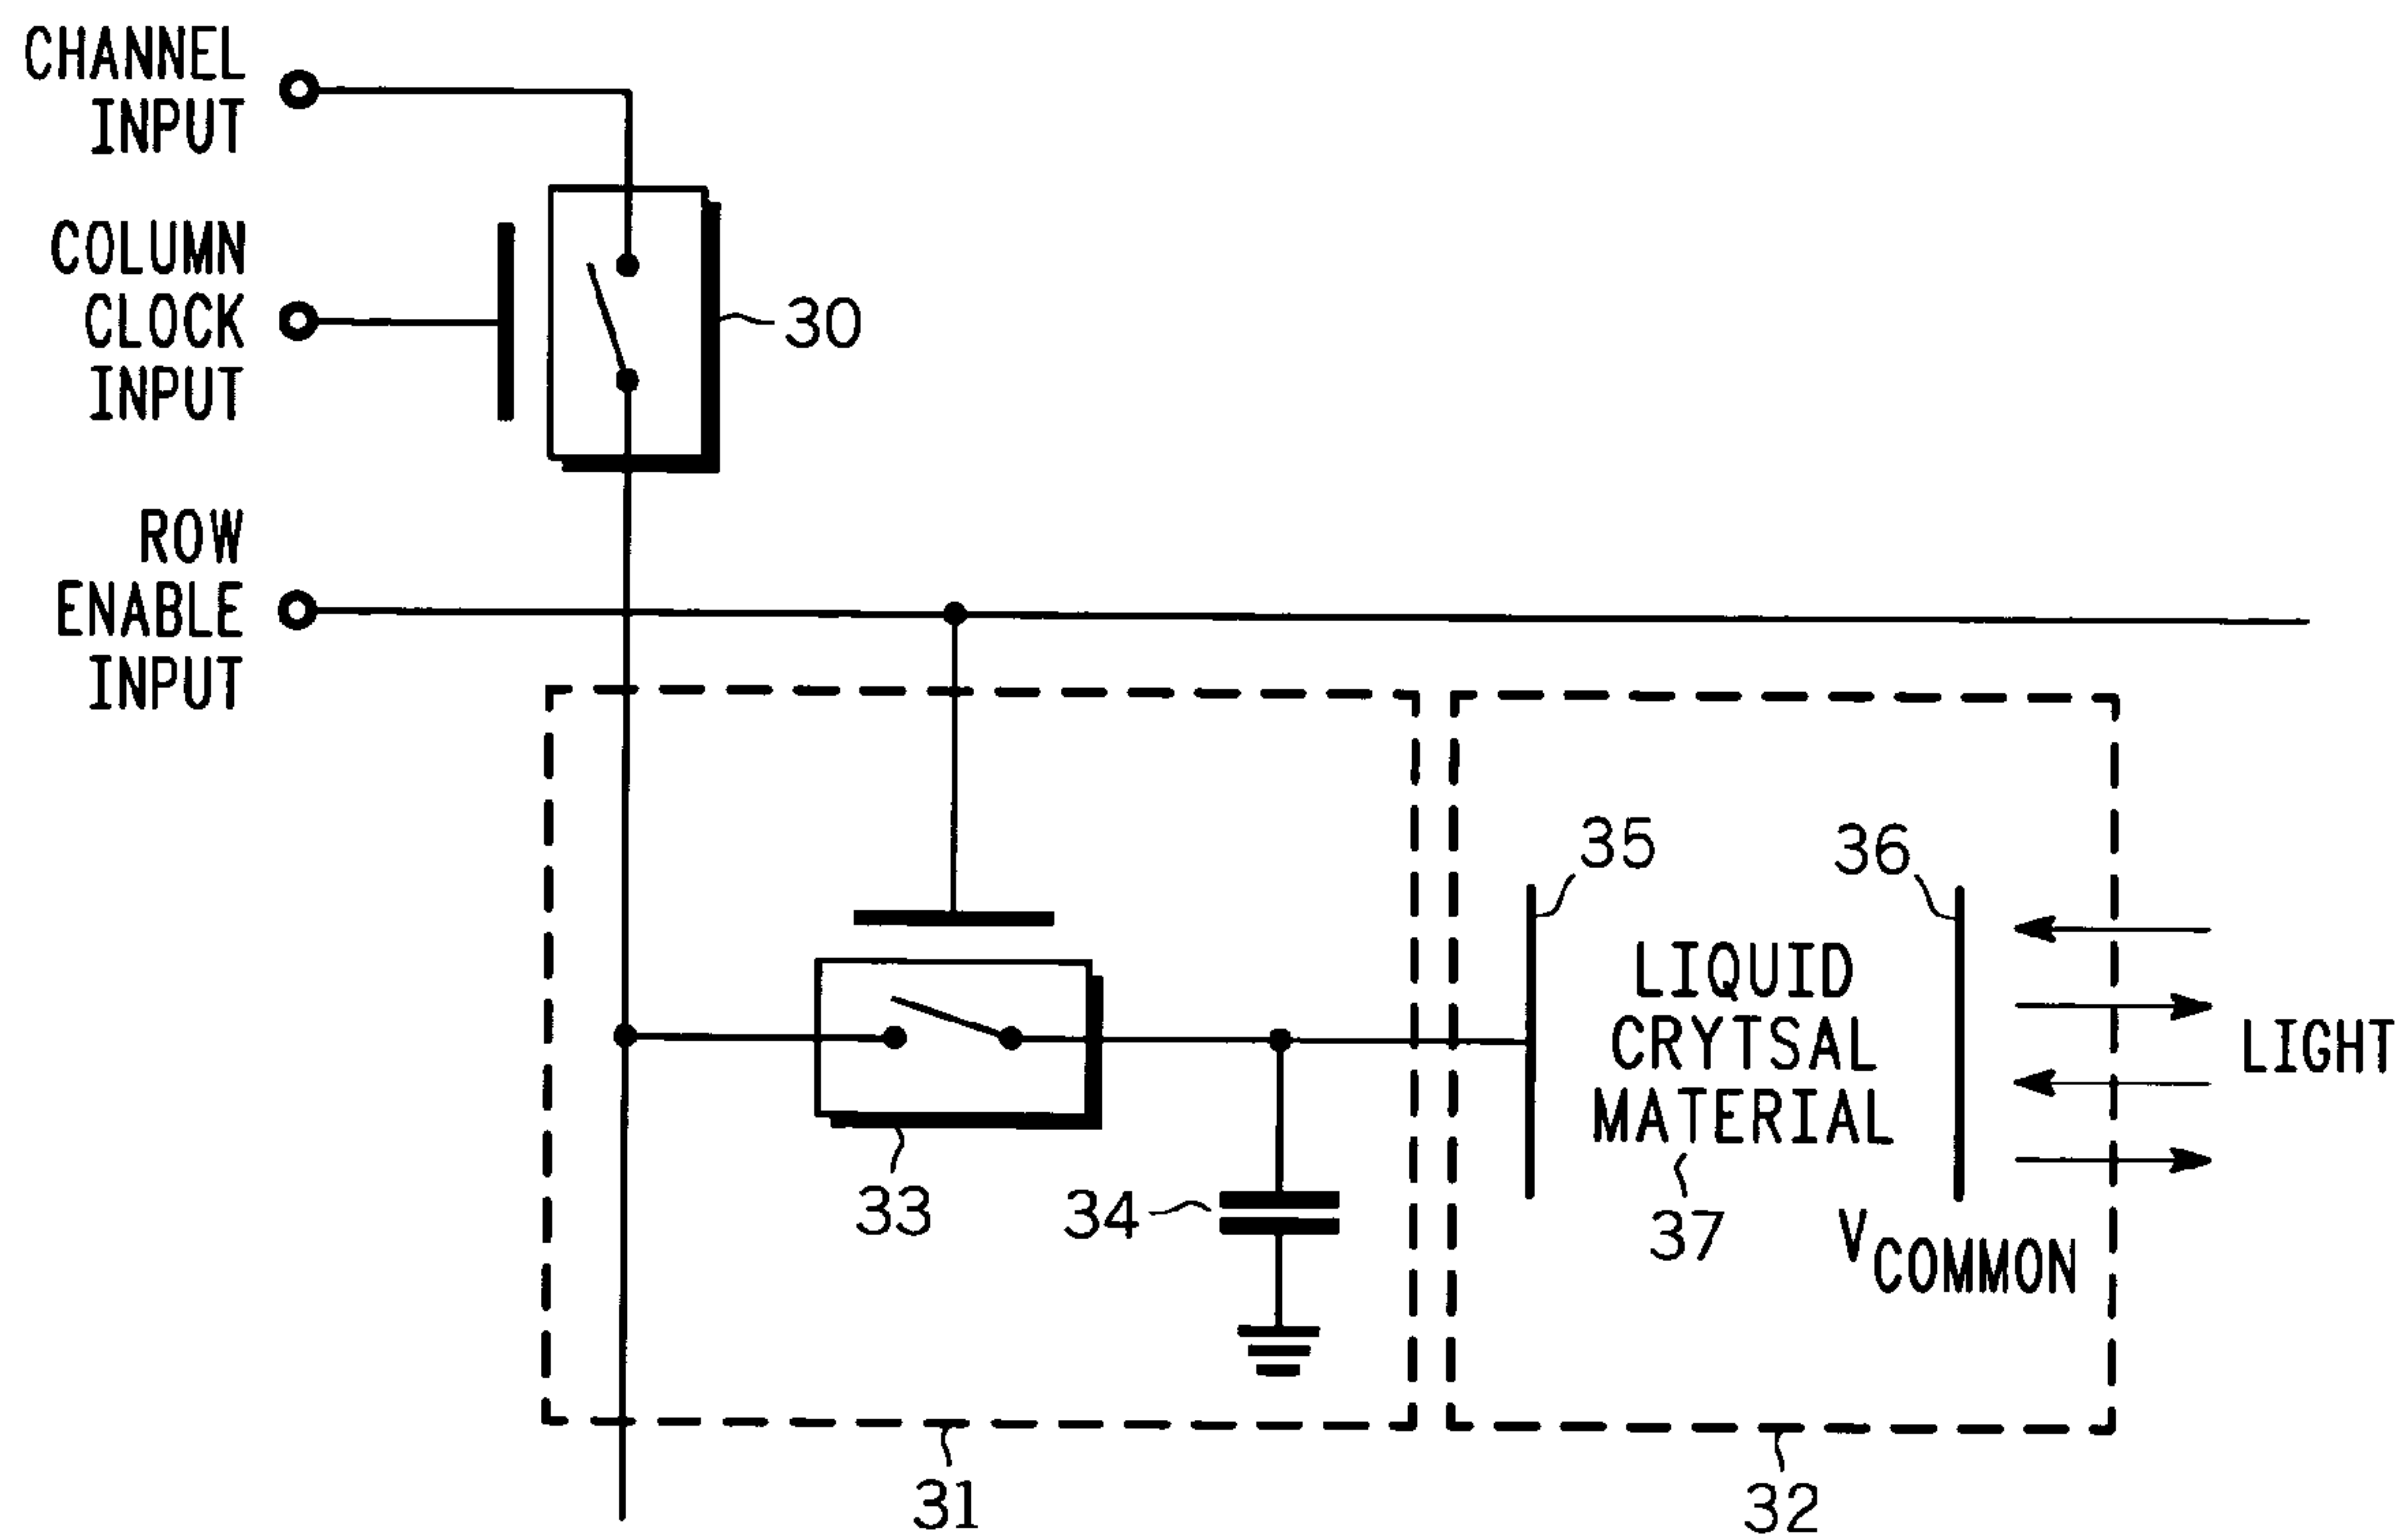 CHANNEL
INPUT
COLUMN
CLOCK
INPUT
30
ROW
ENABLE
INPUT
35
36
LIQUID
CRYTSAL
MATERIAL
LIGHT
33
34
37
VCOMMON
31
32